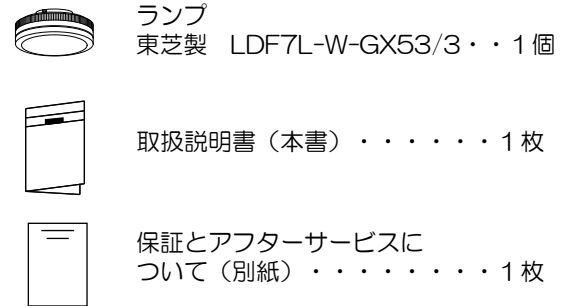 ランプ
東芝製　LDF7L-W-GX53/3・・1個
取扱説明書（本書）・・・・・・1枚
保証とアフターサービスに
ついて（別紙）・・・・・・・・1枚